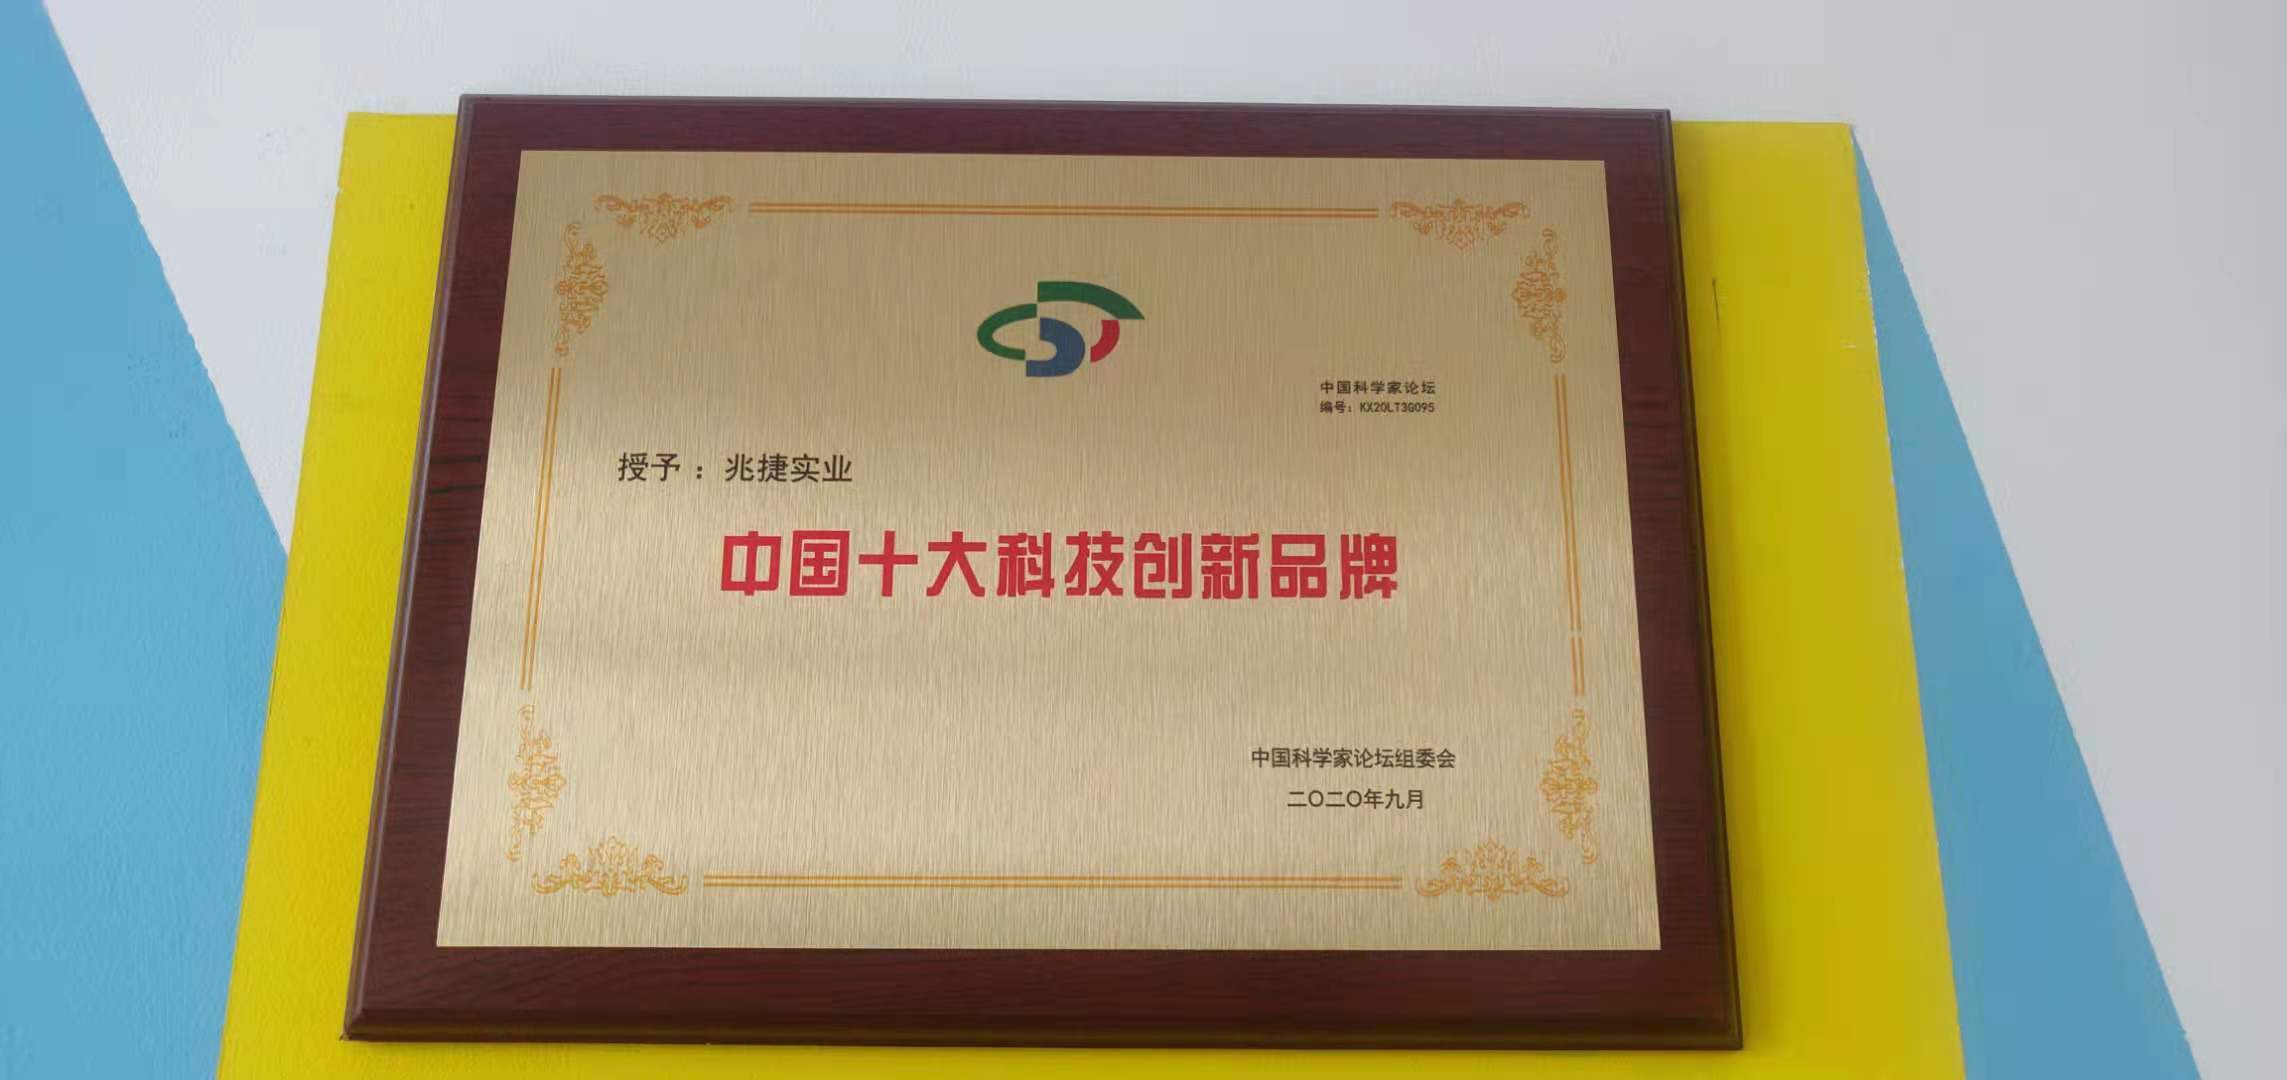 中国科学家论坛
编号：KX20LT3G095
授予：兆捷实业
中国十大科技创新品牌
中国科学家论坛组委会
二〇二〇年九月